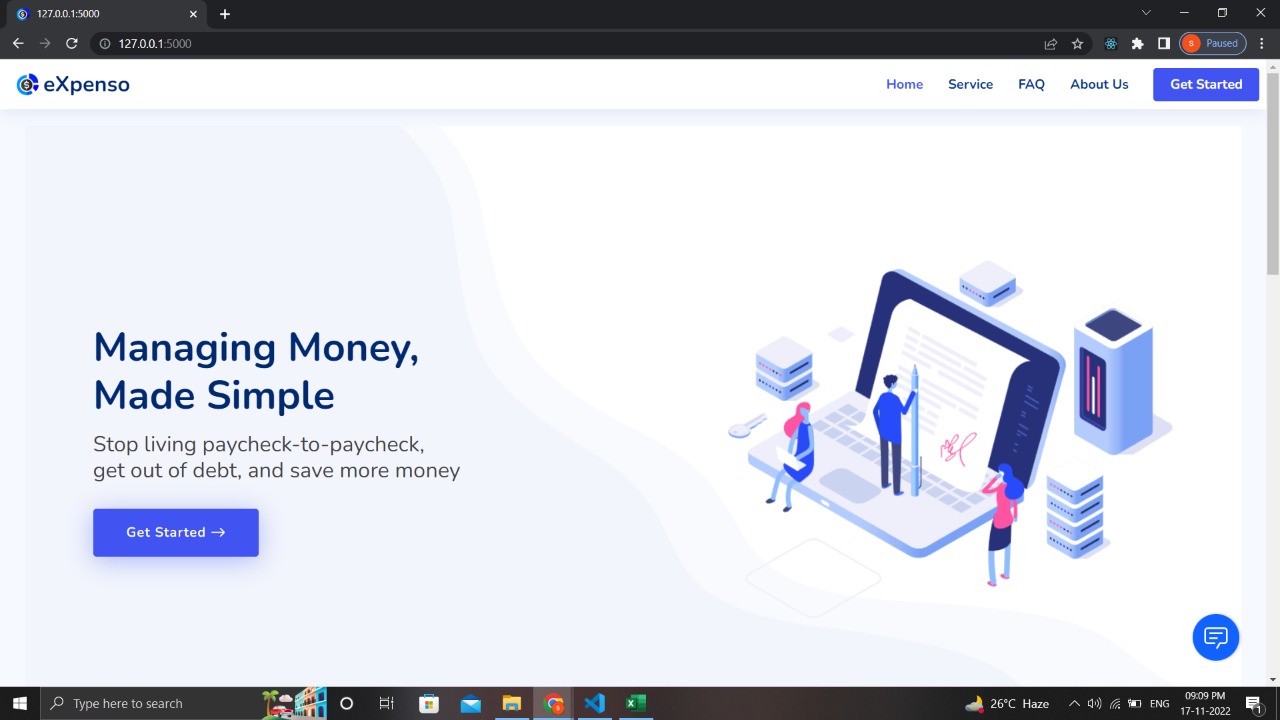 127.0.0.1:5000
127.0.0.1:5000
S Paused
eXpenso
Home Service FAQ About Us Get Started
Managing Money,
Made Simple
Stop living paycheck-to-paycheck,
get out of debt, and save more money
Get Started →
Type here to search
26°C Haze
ENG
09:09 PM
17-11-2022
1